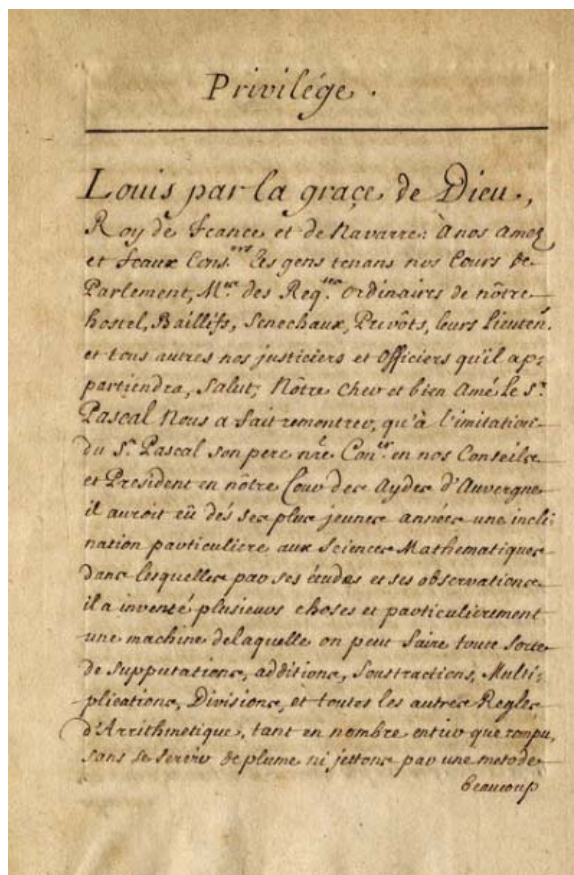 Privilége.
Louis par la graçe de Dieu,
Roy de France et de Navarre: À nos Amez
et feaux Cons.ers Les gens tenans nos Cours de
Parlement, M.res des Req.tes Ordinaires de nôtre
hostel, Baillifs, Senechaux, Prevôts, leurs Lieuten.s
et tous autres nos justiciers et Officiers qu'il ap=
partiendra, Salut; Nôtre cher et bien Amé Le S.r
Pascal Nous a fait remontrer, qu'à l'imitation
du S.r Pascal son pere nre Con.er en nos Conseils
et President en nôtre Cour des Aydes d'Auvergne
il auroit eû dés ses plus jeunes années une incli
nation particuliere aux Sciences Mathematiques
dans lesquelles par ses études et ses observations
il a inventé plusieurs choses et particulierement
une machine delaquelle on peut faire toute sorte
de supputations, additions, Soustractions, Multi=
plications, Divisions, et toutes les autres Regles
d'Arrithmetique, tant en nombre entier que rompu,
sans se servir de plume ni jettons par une metode
beaucoup